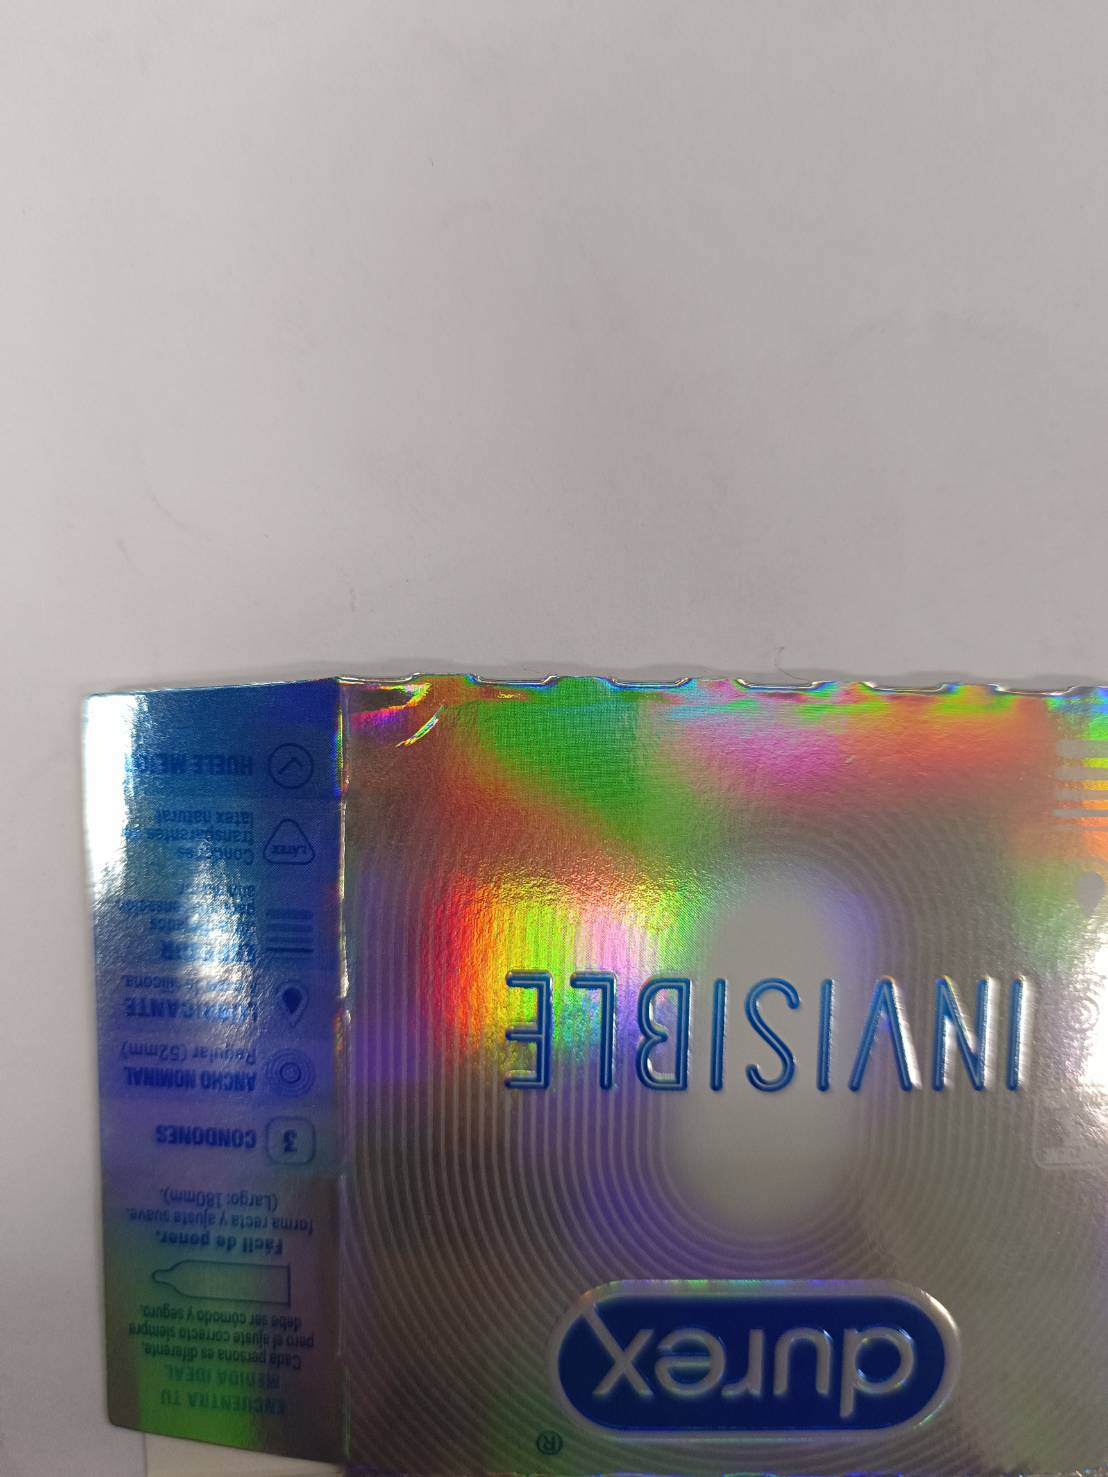 durex
®
INVISIBLE
ENCUENTRA TU
MEDIDA IDEAL
Cada persona es diferente,
pero el ajuste correcto siempre
debe ser cómodo y seguro.
Fácil de poner.
forma recta y ajuste suave.
(Largo: 180mm).
3 CONDONES
ANCHO NOMINAL
Regular (52mm)
LUBRICANTE
silicona.
LÁTEX
Condones
transparentes
latex natural
HUELE MEJOR